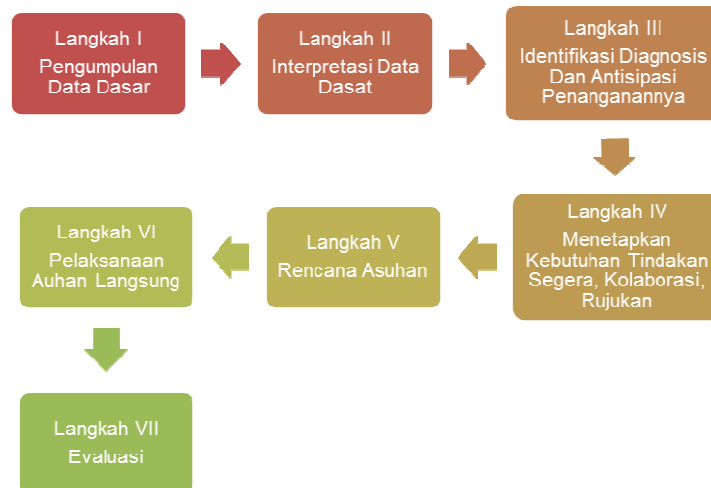 Langkah I
Pengumpulan
Data Dasar
Langkah II
Interpretasi Data
Dasat
Langkah III
Identifikasi Diagnosis
Dan Antisipasi
Penanganannya
Langkah IV
Menetapkan
Kebutuhan Tindakan
Segera, Kolaborasi,
Rujukan
Langkah V
Rencana Asuhan
Langkah VI
Pelaksanaan
Auhan Langsung
Langkah VII
Evaluasi